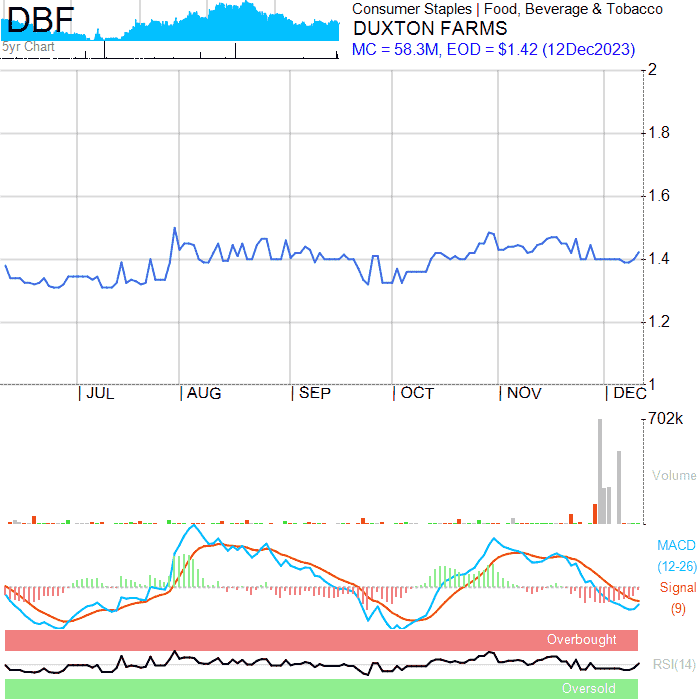 DBF
5yr Chart
Consumer Staples | Food, Beverage & Tobacco
DUXTON FARMS
MC = 58.3M, EOD = $1.42 (12Dec2023)
2
1.8
1.6
1.4
1.2
1
| JUL | AUG | SEP | OCT | NOV | DEC
702k
Volume
MACD
(12-26)
Signal
(9)
Overbought
RSI(14)
Oversold